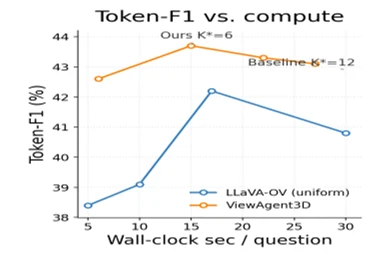 Token-F1 vs. compute
Ours K*=6
Baseline K*=12
Token-F1 (%)
44
43
42
41
40
39
38
5
10
15
20
25
30
LLaVA-OV (uniform)
ViewAgent3D
Wall-clock sec / question